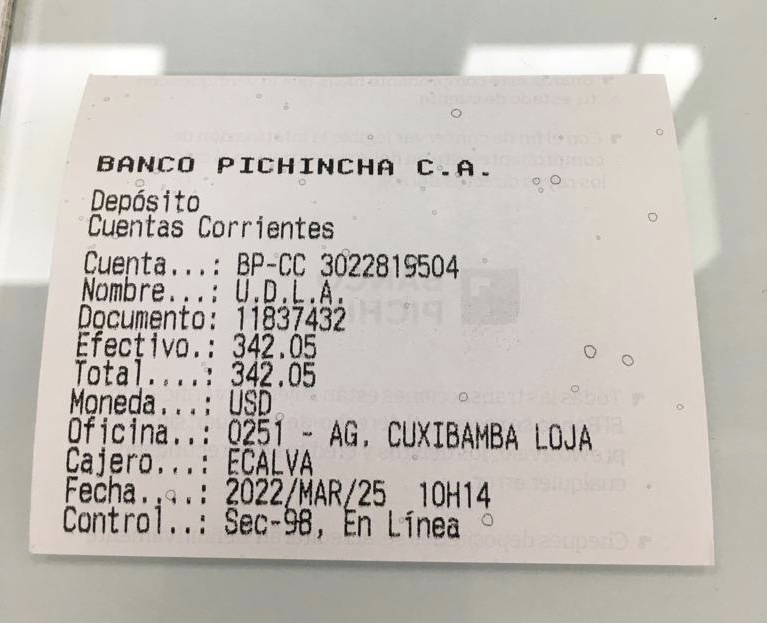 BANCO PICHINCHA C.A.
Depósito
Cuentas Corrientes
Cuenta...: BP-CC 3022819504
Nombre...: U.D.L.A.
Documento: 11837432
Efectivo.: 342.05
Total....: 342.05
Moneda...: USD
Oficina..: 0251 - AG. CUXIBAMBA LOJA
Cajero...: ECALVA
Fecha....: 2022/MAR/25 10H14
Control..: Sec-98, En Línea